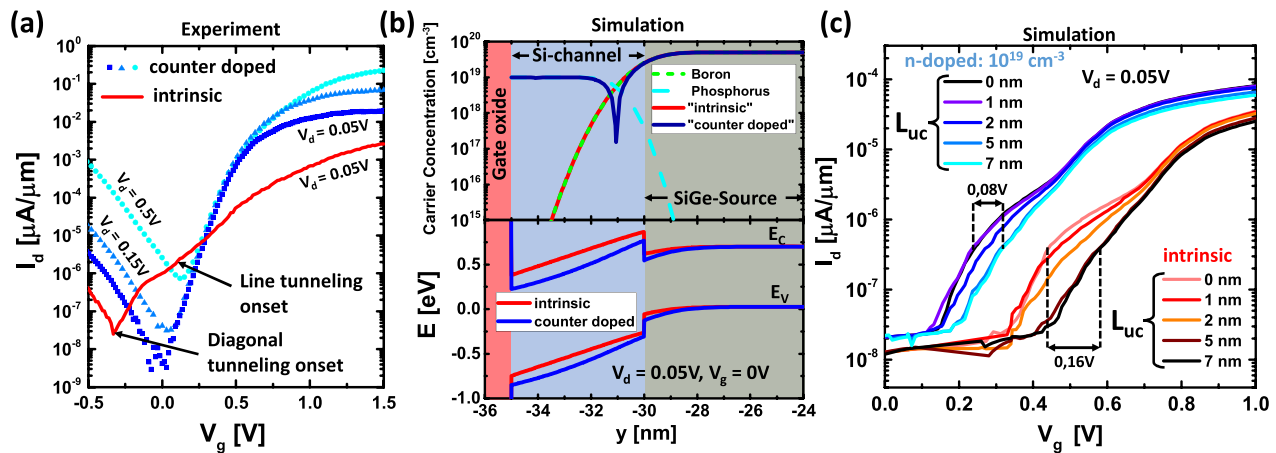 (a)
Experiment
10⁰
10⁻¹
10⁻²
10⁻³
10⁻⁴
10⁻⁵
10⁻⁶
10⁻⁷
10⁻⁸
10⁻⁹
I_d [μA/μm]
counter doped
intrinsic
V_d = 0.05V
V_d = 0.05V
V_d = 0.5V
V_d = 0.15V
Line tunneling
onset
Diagonal
tunneling onset
-0.5 0.0 0.5 1.0 1.5
V_g [V]
(b)
Simulation
Carrier Concentration [cm⁻³]
10²⁰
10¹⁹
10¹⁸
10¹⁷
10¹⁶
10¹⁵
Gate oxide
Si-channel
Boron
Phosphorus
"intrinsic"
"counter doped"
SiGe-Source
E [eV]
0.5
0.0
-0.5
-1.0
E_C
E_V
intrinsic
counter doped
V_d = 0.05V, V_g = 0V
-36 -34 -32 -30 -28 -26 -24
y [nm]
(c)
Simulation
10⁻⁴
10⁻⁵
10⁻⁶
10⁻⁷
10⁻⁸
I_d [μA/μm]
n-doped: 10¹⁹ cm⁻³
L_uc
0 nm
1 nm
2 nm
5 nm
7 nm
V_d = 0.05V
0,08V
0,16V
intrinsic
L_uc
0 nm
1 nm
2 nm
5 nm
7 nm
0.0 0.2 0.4 0.6 0.8 1.0
V_g [V]